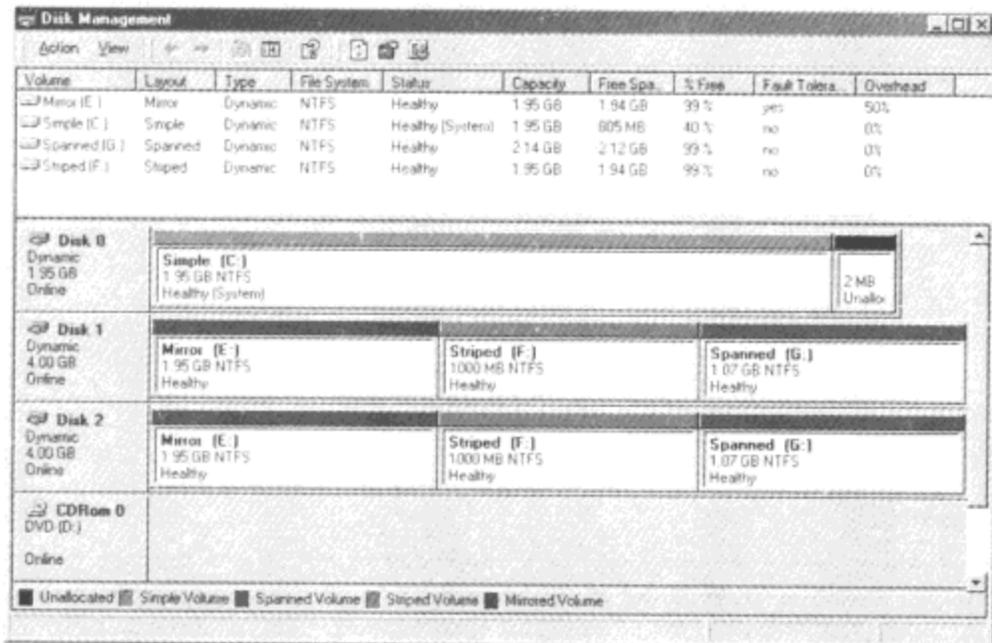 Disk Management
Action View
Volume Layout Type File System Status Capacity Free Spa... % Free Fault Tolera... Overhead
Mirror (E:) Mirror Dynamic NTFS Healthy 1.95 GB 1.94 GB 99 % yes 50%
Simple (C:) Simple Dynamic NTFS Healthy (System) 1.95 GB 805 MB 40 % no 0%
Spanned (G:) Spanned Dynamic NTFS Healthy 2.14 GB 2.12 GB 99 % no 0%
Striped (F:) Striped Dynamic NTFS Healthy 1.95 GB 1.94 GB 99 % no 0%
Disk 0
Dynamic
1.95 GB
Online
Simple (C:)
1.95 GB NTFS
Healthy (System)
2 MB
Unalloc
Disk 1
Dynamic
4.00 GB
Online
Mirror (E:)
1.95 GB NTFS
Healthy
Striped (F:)
1000 MB NTFS
Healthy
Spanned (G:)
1.07 GB NTFS
Healthy
Disk 2
Dynamic
4.00 GB
Online
Mirror (E:)
1.95 GB NTFS
Healthy
Striped (F:)
1000 MB NTFS
Healthy
Spanned (G:)
1.07 GB NTFS
Healthy
CDRom 0
DVD (D:)
Online
Unallocated Simple Volume Spanned Volume Striped Volume Mirrored Volume